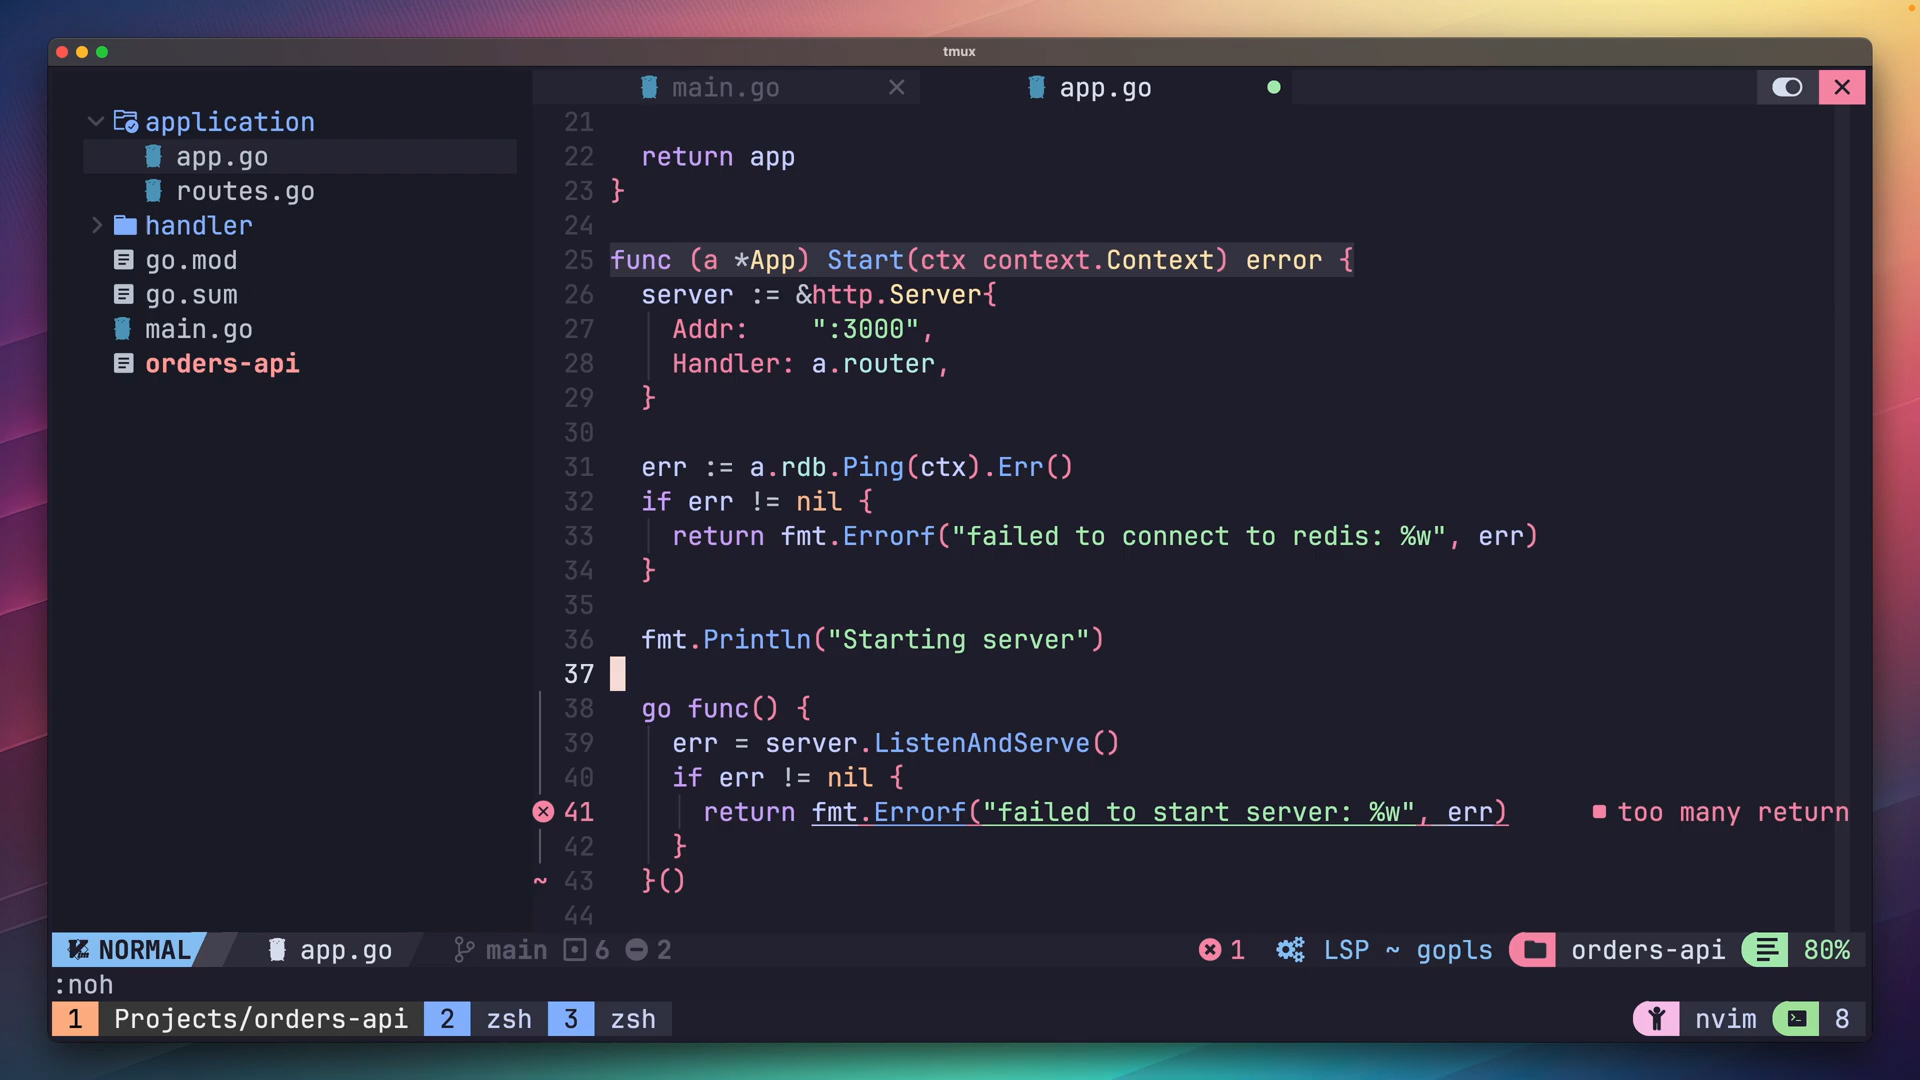 tmux
main.go
app.go
application
app.go
routes.go
handler
go.mod
go.sum
main.go
orders-api
21
22 return app
23 }
24
25 func (a *App) Start(ctx context.Context) error {
26 server := &http.Server{
27 Addr: ":3000",
28 Handler: a.router,
29 }
30
31 err := a.rdb.Ping(ctx).Err()
32 if err != nil {
33 return fmt.Errorf("failed to connect to redis: %w", err)
34 }
35
36 fmt.Println("Starting server")
37
38 go func() {
39 err = server.ListenAndServe()
40 if err != nil {
41 return fmt.Errorf("failed to start server: %w", err) too many return
42 }
~ 43 }()
44
NORMAL app.go main 6 2 1 LSP ~ gopls orders-api 80%
:noh
1 Projects/orders-api 2 zsh 3 zsh nvim 8